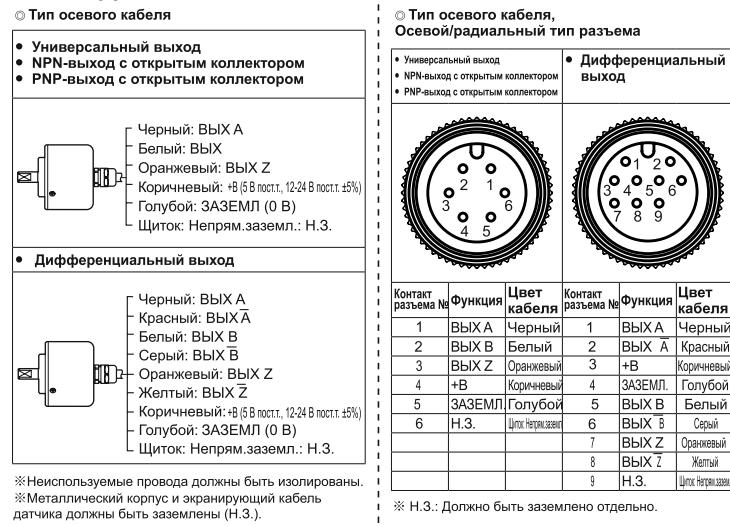 ◎ Тип осевого кабеля
● Универсальный выход
● NPN-выход с открытым коллектором
● PNP-выход с открытым коллектором
Черный: ВЫХ A
Белый: ВЫХ
Оранжевый: ВЫХ Z
Коричневый: +В (5 В пост.т., 12-24 В пост.т. ±5%)
Голубой: ЗАЗЕМЛ (0 В)
Щиток: Непрям.заземл.: Н.З.
● Дифференциальный выход
Черный: ВЫХ A
Красный: ВЫХ A̅
Белый: ВЫХ B
Серый: ВЫХ B̅
Оранжевый: ВЫХ Z
Желтый: ВЫХ Z̅
Коричневый: +В (5 В пост.т., 12-24 В пост.т. ±5%)
Голубой: ЗАЗЕМЛ (0 В)
Щиток: Непрям.заземл.: Н.З.
※Неиспользуемые провода должны быть изолированы.
※Металлический корпус и экранирующий кабель
датчика должны быть заземлены (Н.З.).
◎ Тип осевого кабеля,
Осевой/радиальный тип разъема
● Универсальный выход
● NPN-выход с открытым коллектором
● PNP-выход с открытым коллектором
● Дифференциальный
выход
2 1
3 6
4 5
1 2
3 4 5 6
7 8 9
Контакт разъема № Функция Цвет кабеля Контакт разъема № Функция Цвет кабеля
1 ВЫХ A Черный 1 ВЫХ A Черный
2 ВЫХ B Белый 2 ВЫХ A̅ Красный
3 ВЫХ Z Оранжевый 3 +В Коричневый
4 +В Коричневый 4 ЗАЗЕМЛ. Голубой
5 ЗАЗЕМЛ. Голубой 5 ВЫХ B Белый
6 Н.З. Щиток: Непрям.заземл 6 ВЫХ B̅ Серый
7 ВЫХ Z Оранжевый
8 ВЫХ Z̅ Желтый
9 Н.З. Щиток: Непрям.заземл.
※ Н.З.: Должно быть заземлено отдельно.